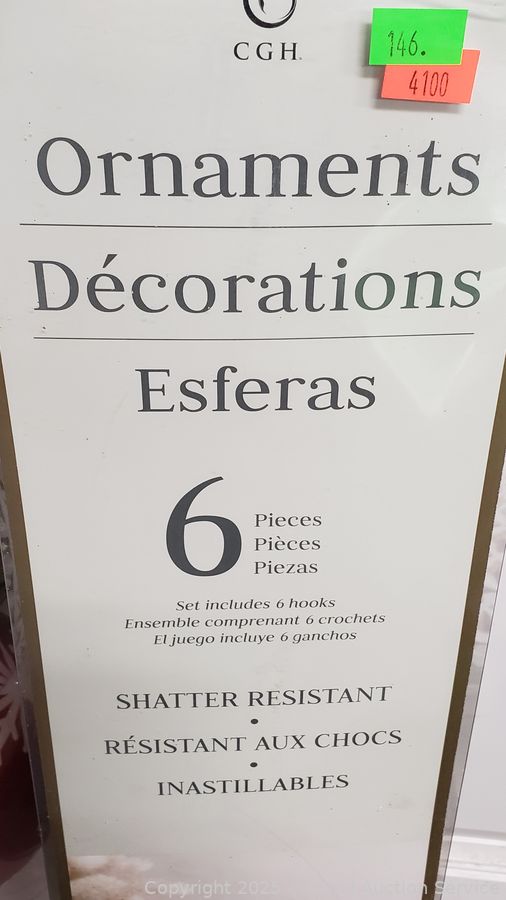 CGH
146.
4100
Ornaments
Décorations
Esferas
6
Pieces
Pièces
Piezas
Set includes 6 hooks
Ensemble comprenant 6 crochets
El juego incluye 6 ganchos
SHATTER RESISTANT
•
RÉSISTANT AUX CHOCS
•
INASTILLABLES
Copyright 2025 Auction Service